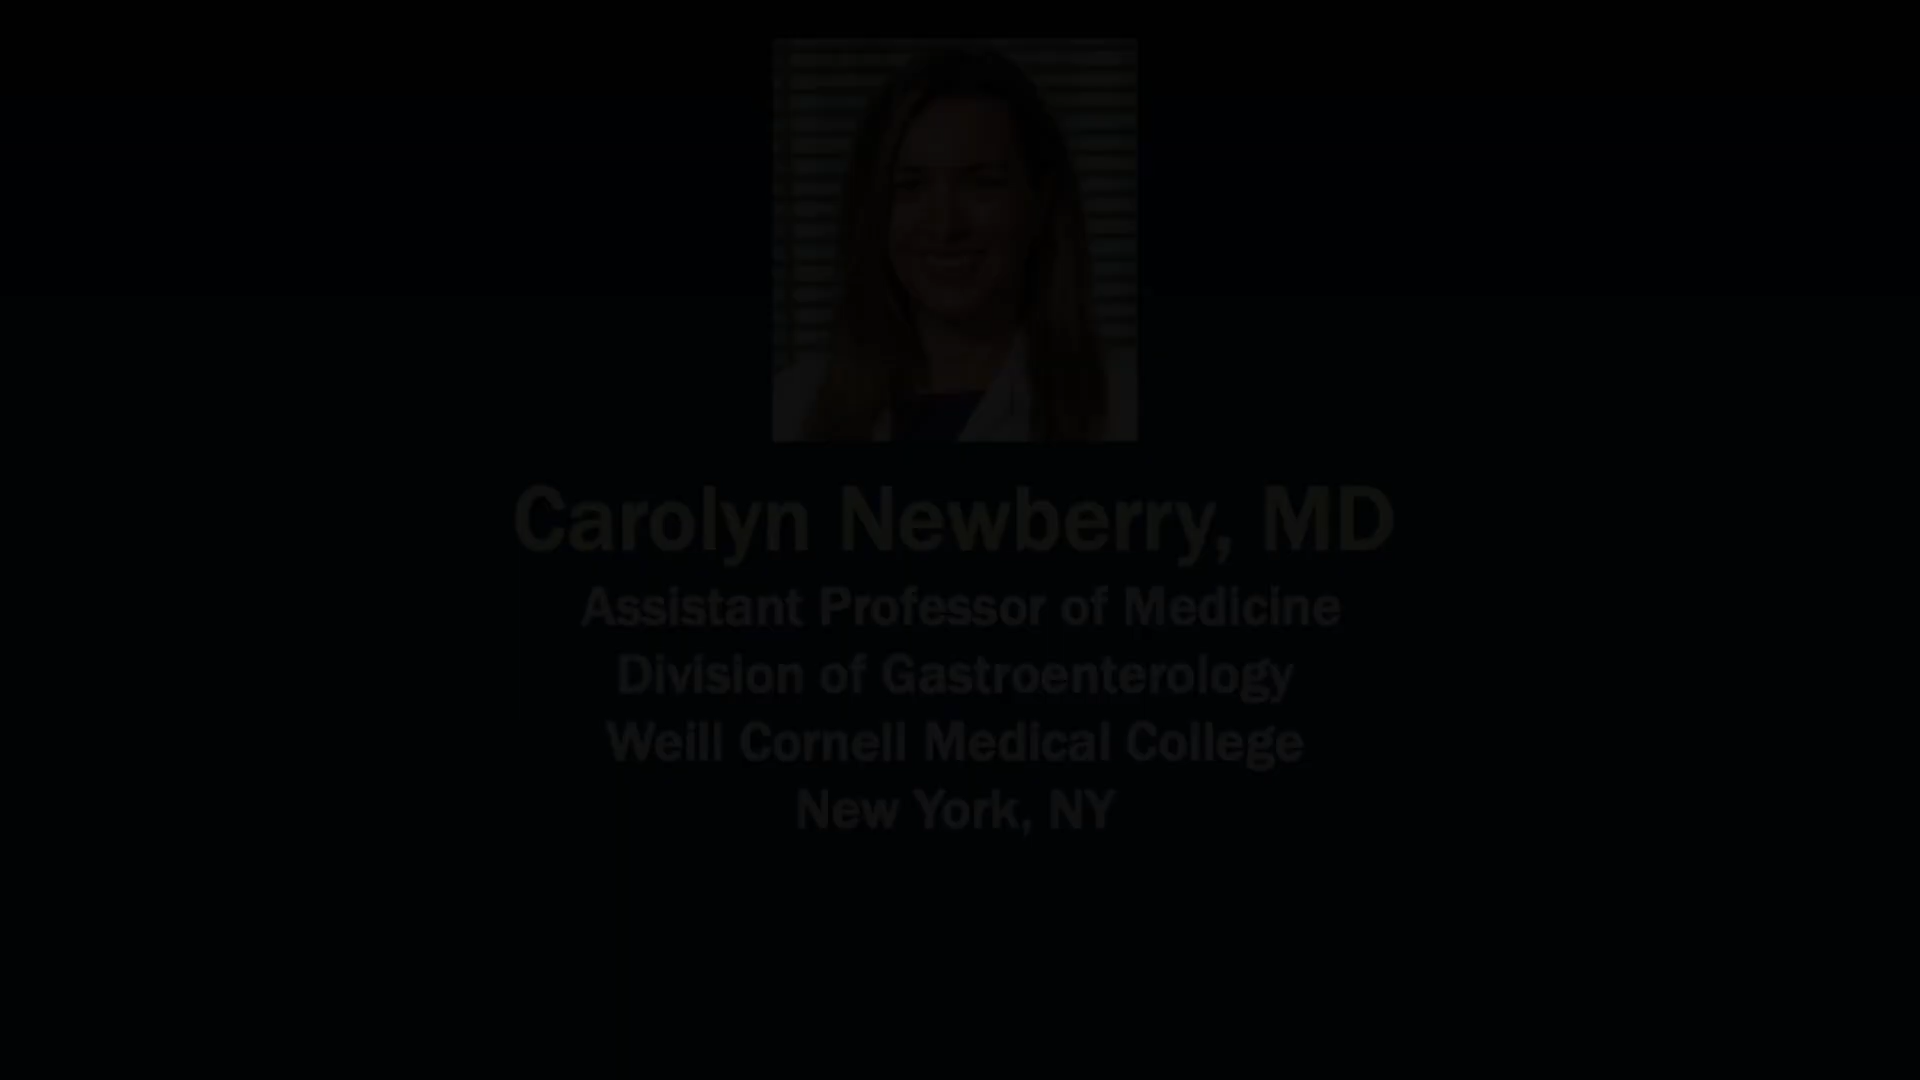 Carolyn Newberry, MD
Assistant Professor of Medicine
Division of Gastroenterology
Weill Cornell Medical College
New York, NY